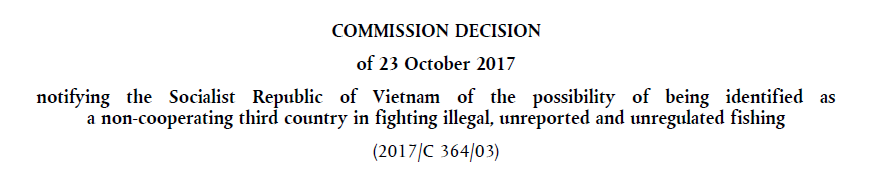 COMMISSION DECISION
of 23 October 2017
notifying the Socialist Republic of Vietnam of the possibility of being identified as
a non-cooperating third country in fighting illegal, unreported and unregulated fishing
(2017/C 364/03)